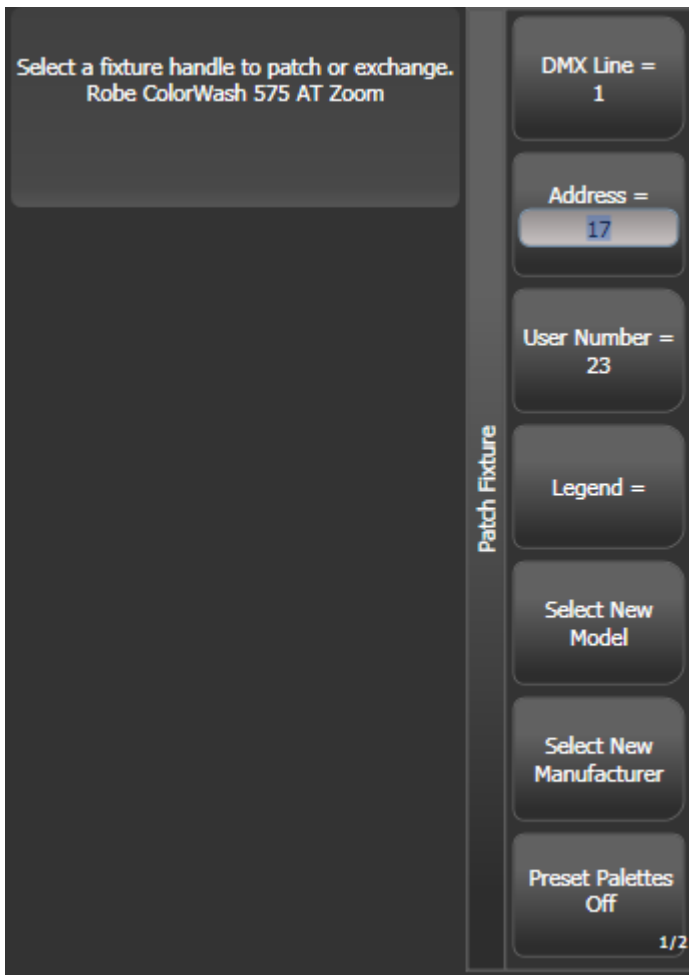 Select a fixture handle to patch or exchange.
Robe ColorWash 575 AT Zoom
Patch Fixture
DMX Line =
1
Address =
17
User Number =
23
Legend =
Select New
Model
Select New
Manufacturer
Preset Palettes
Off
1/2